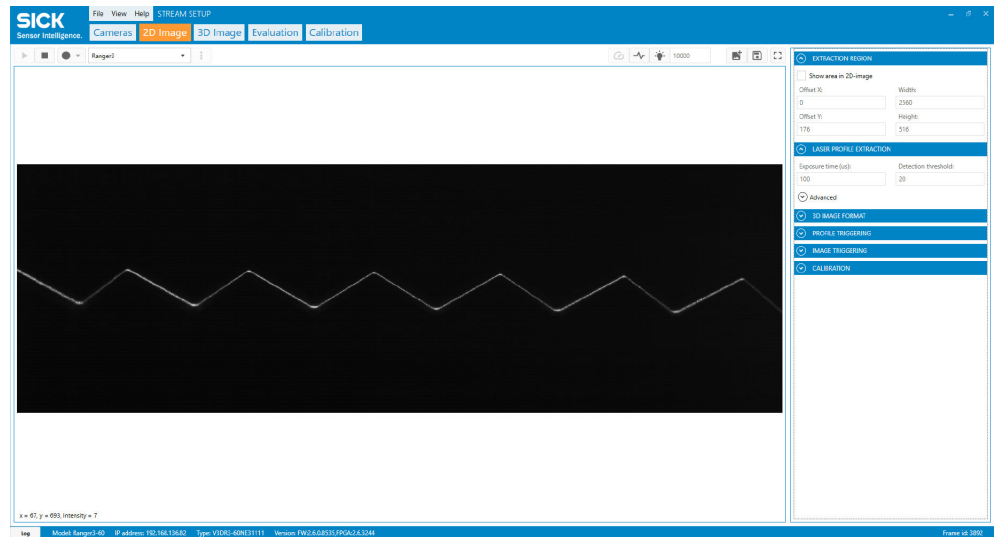 SICK
Sensor Intelligence.
File View Help STREAM SETUP
Cameras 2D Image 3D Image Evaluation Calibration
Ranger3
10000
EXTRACTION REGION
Show area in 2D-image
Offset X: Width:
0 2560
Offset Y: Height:
176 516
LASER PROFILE EXTRACTION
Exposure time (us): Detection threshold:
100 20
Advanced
3D IMAGE FORMAT
PROFILE TRIGGERING
IMAGE TRIGGERING
CALIBRATION
x = 67, y = 693, Intensity = 7
Log Model: Ranger3-60 IP address: 192.168.136.82 Type: V3DR3-60NE31111 Version: FW:2.6.0.8535,FPGA:2.6.3244 Frame id: 3892